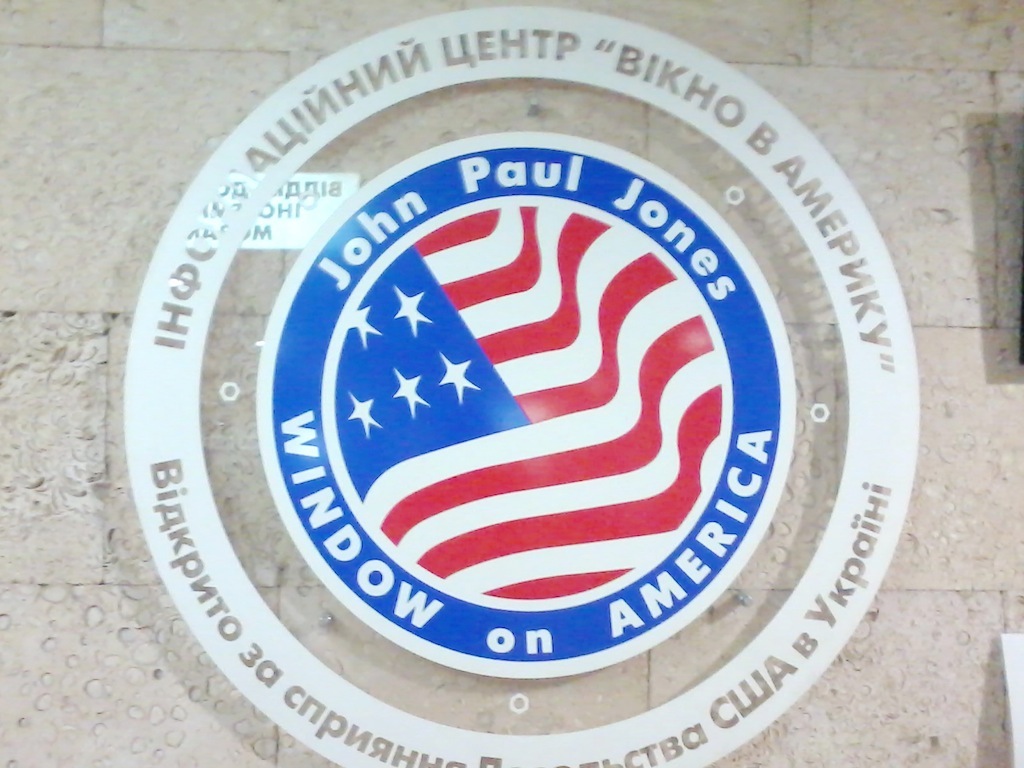 ІНФОРМАЦІЙНИЙ ЦЕНТР “ВІКНО В АМЕРИКУ”
John Paul Jones
WINDOW on AMERICA
Відкрито за сприяння Посольства США в Україні